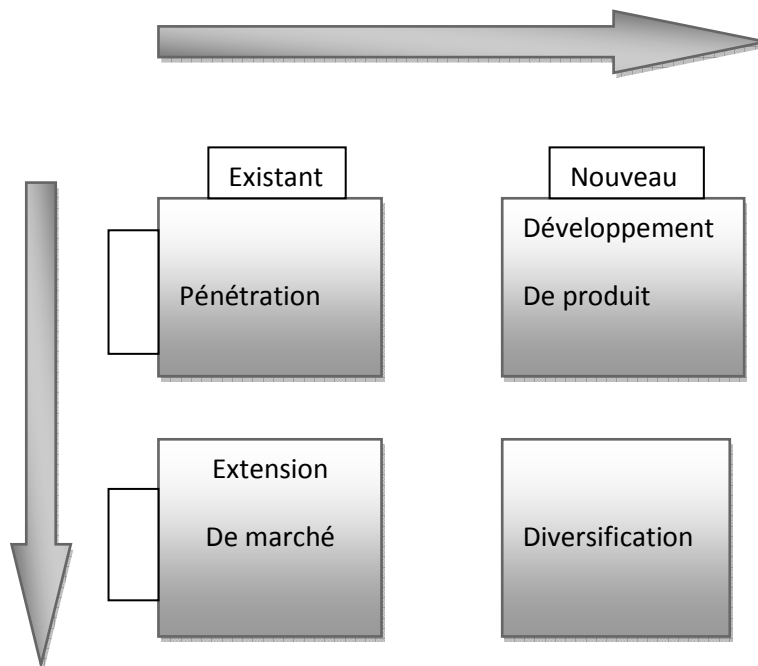 Existant
Nouveau
Pénétration
Développement
De produit
Extension
De marché
Diversification